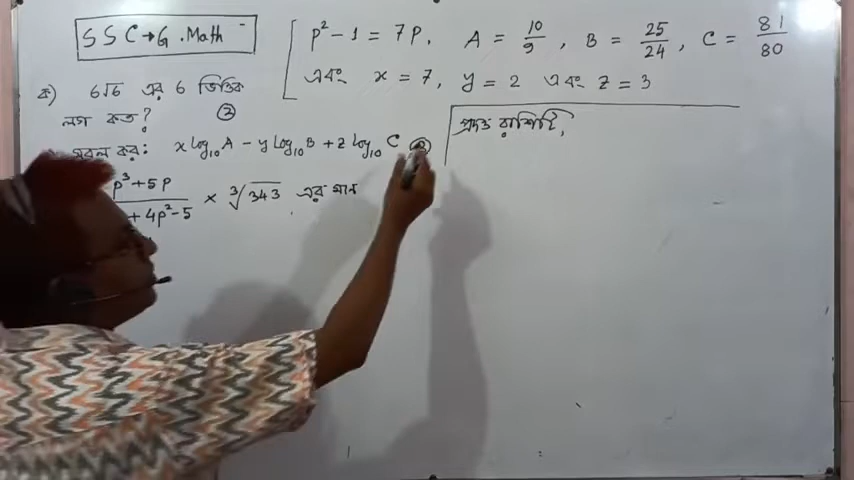 SSC→G. Math
p² - 1 = 7p, A = 10/9, B = 25/24, C = 81/80
এবং x = 7, y = 2 এবং z = 3
ক) 6√6 এর 6 ভিত্তিক
লগ কত? ②
সরল কর: x log₁₀ A - y log₁₀ B + z log₁₀ C
p³ + 5p / + 4p² - 5 × ³√343 এর মান
প্রদত্ত রাশিটি,